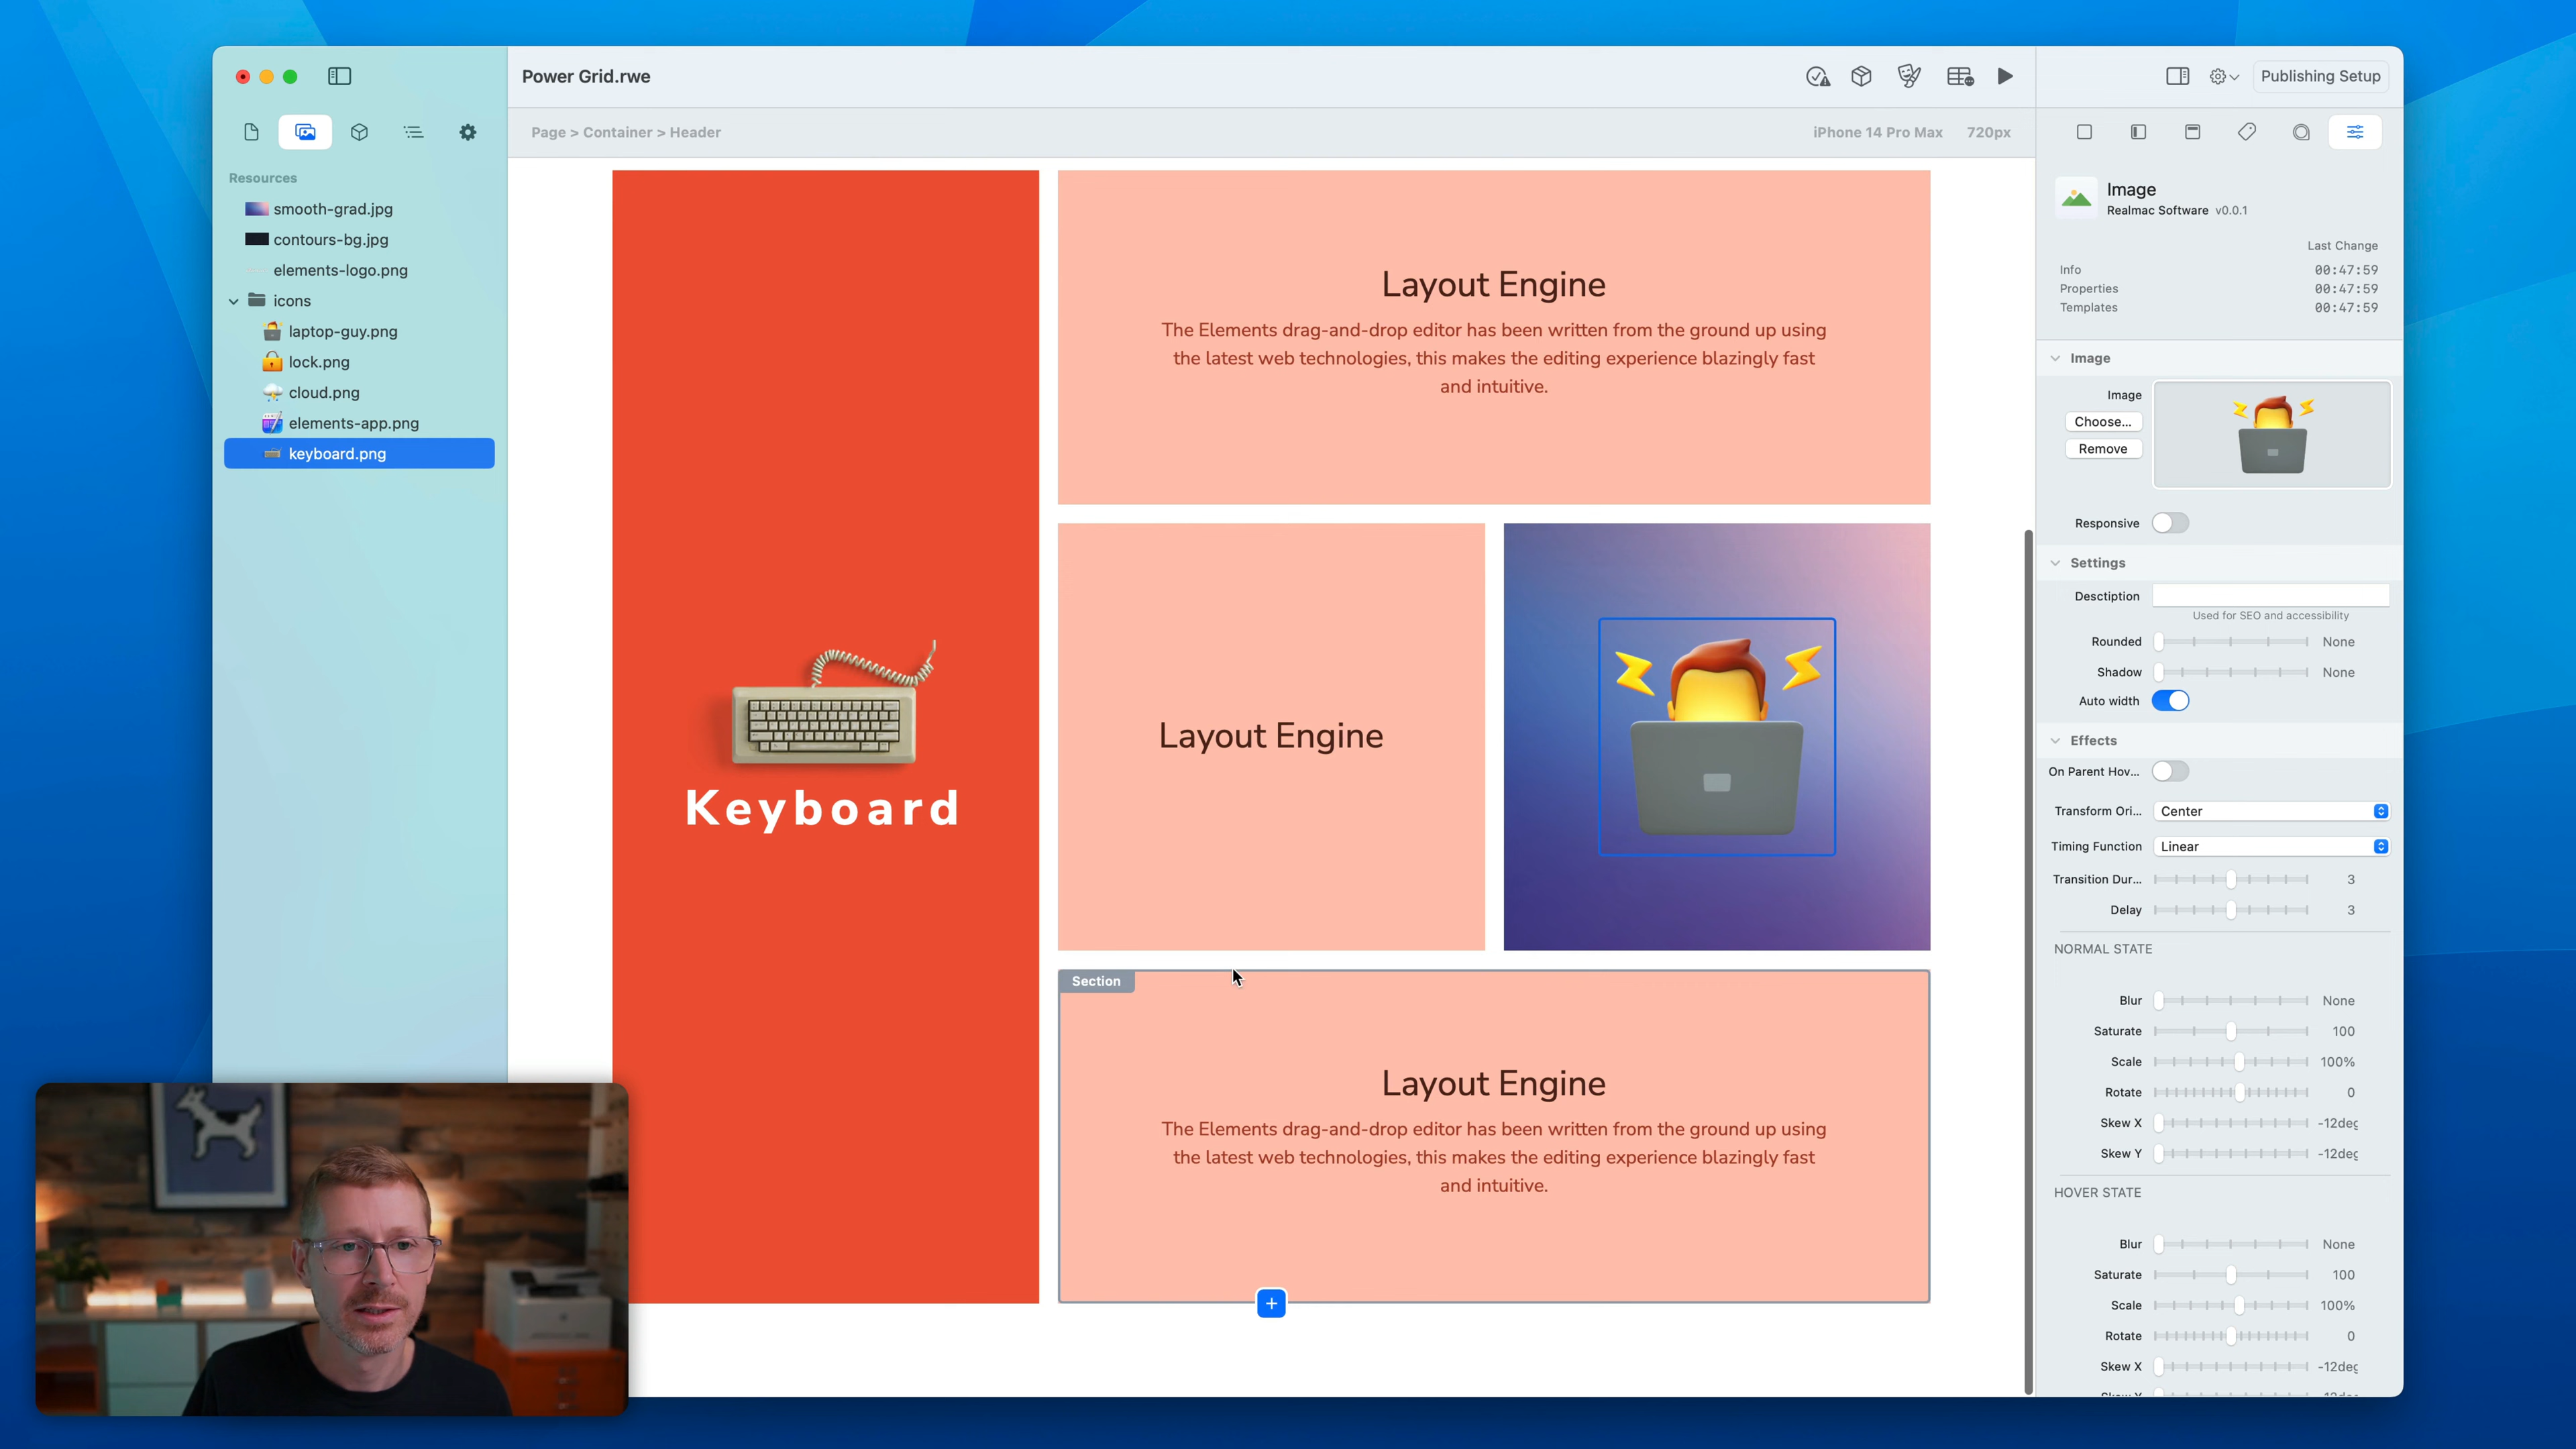 Power Grid.rwe
Publishing Setup
Page > Container > Header
iPhone 14 Pro Max 720px
Resources
smooth-grad.jpg
contours-bg.jpg
elements-logo.png
icons
laptop-guy.png
lock.png
cloud.png
elements-app.png
keyboard.png
Keyboard
Layout Engine
The Elements drag-and-drop editor has been written from the ground up using
the latest web technologies, this makes the editing experience blazingly fast
and intuitive.
Layout Engine
Section
Layout Engine
The Elements drag-and-drop editor has been written from the ground up using
the latest web technologies, this makes the editing experience blazingly fast
and intuitive.
Image
Realmac Software v0.0.1
Last Change
Info 00:47:59
Properties 00:47:59
Templates 00:47:59
Image
Image
Choose...
Remove
Responsive
Settings
Desctiption
Used for SEO and accessibility
Rounded None
Shadow None
Auto width
Effects
On Parent Hov...
Transform Ori... Center
Timing Function Linear
Transition Dur... 3
Delay 3
NORMAL STATE
Blur None
Saturate 100
Scale 100%
Rotate 0
Skew X -12deg
Skew Y -12deg
HOVER STATE
Blur None
Saturate 100
Scale 100%
Rotate 0
Skew X -12deg